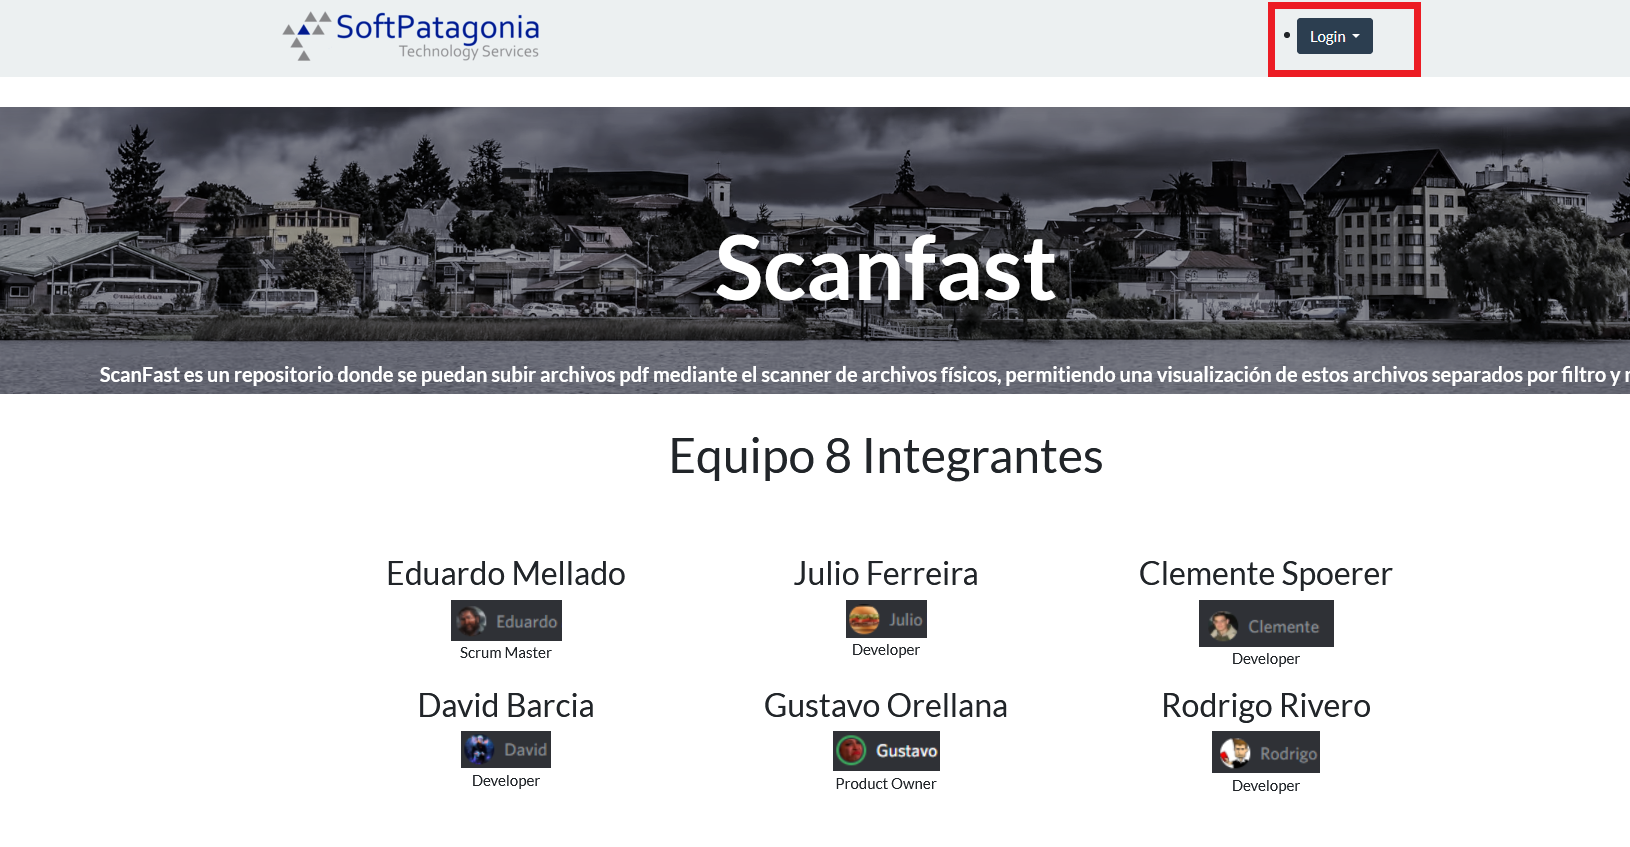 SoftPatagonia
Technology Services
Login
Scanfast
ScanFast es un repositorio donde se puedan subir archivos pdf mediante el scanner de archivos físicos, permitiendo una visualización de estos archivos separados por filtro y
Equipo 8 Integrantes
Eduardo Mellado
Eduardo
Scrum Master
Julio Ferreira
Julio
Developer
Clemente Spoerer
Clemente
Developer
David Barcia
David
Developer
Gustavo Orellana
Gustavo
Product Owner
Rodrigo Rivero
Rodrigo
Developer